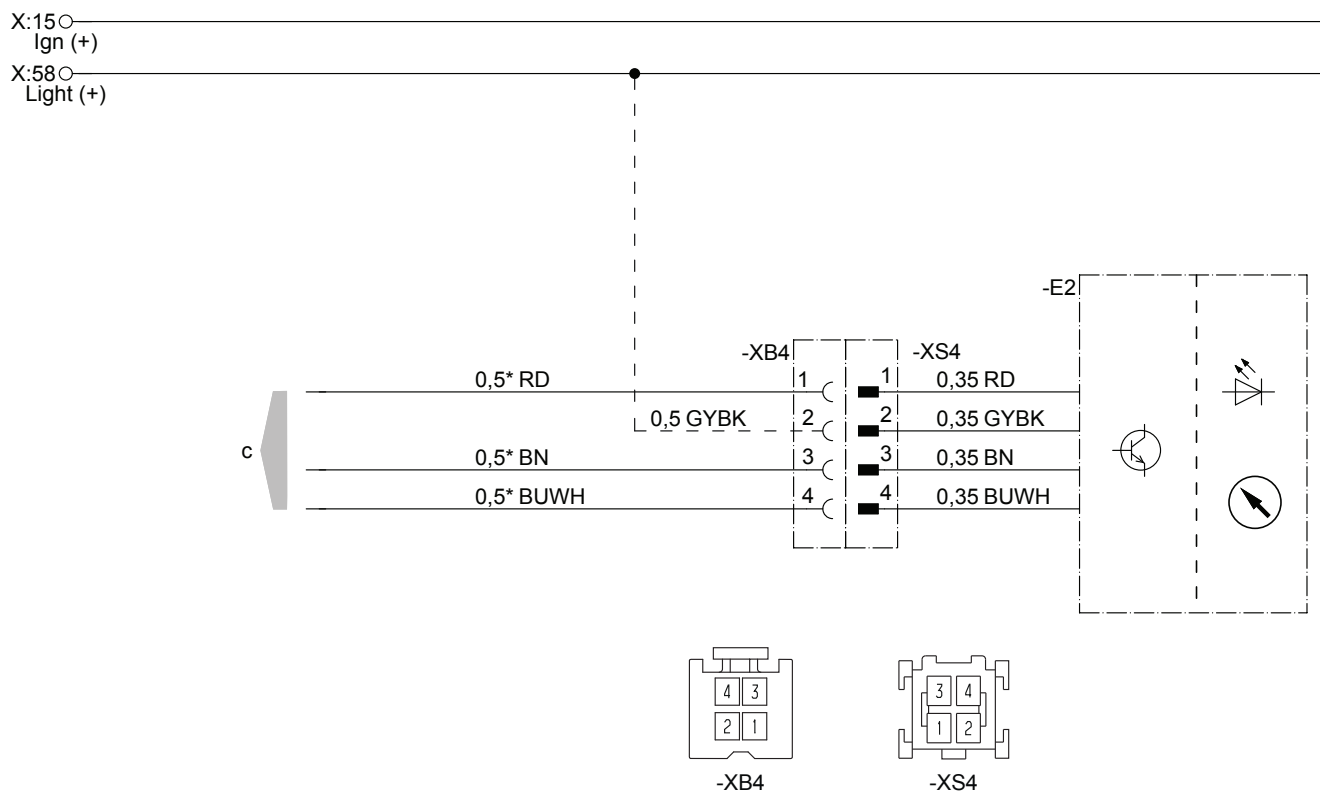 X:15
Ign (+)
X:58
Light (+)
-E2
-XB4 -XS4
0,5* RD 1 1 0,35 RD
0,5 GYBK 2 2 0,35 GYBK
c
0,5* BN 3 3 0,35 BN
0,5* BUWH 4 4 0,35 BUWH
4 3 3 4
2 1 1 2
-XB4 -XS4